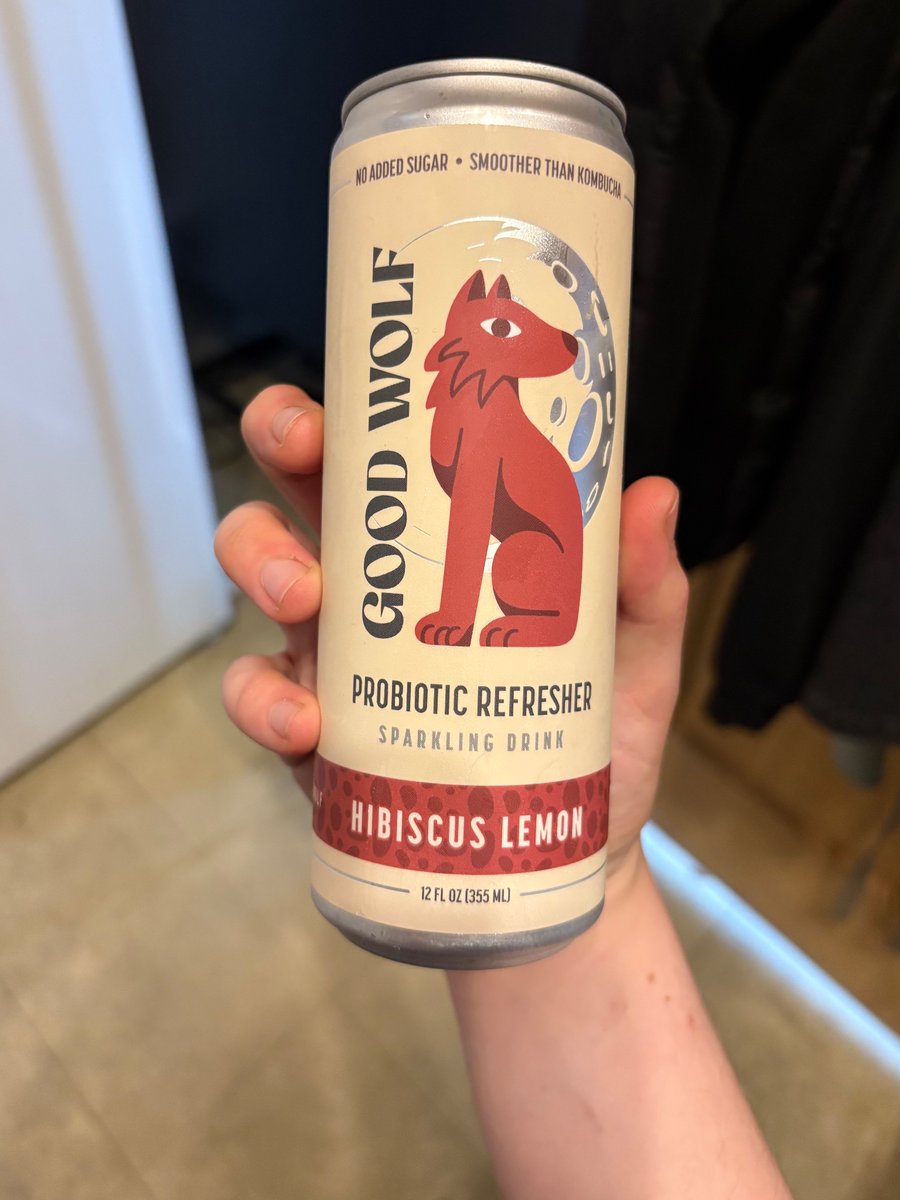 NO ADDED SUGAR • SMOOTHER THAN KOMBUCHA
GOOD WOLF
PROBIOTIC REFRESHER
SPARKLING DRINK
HIBISCUS LEMON
12 FL OZ (355 ML)